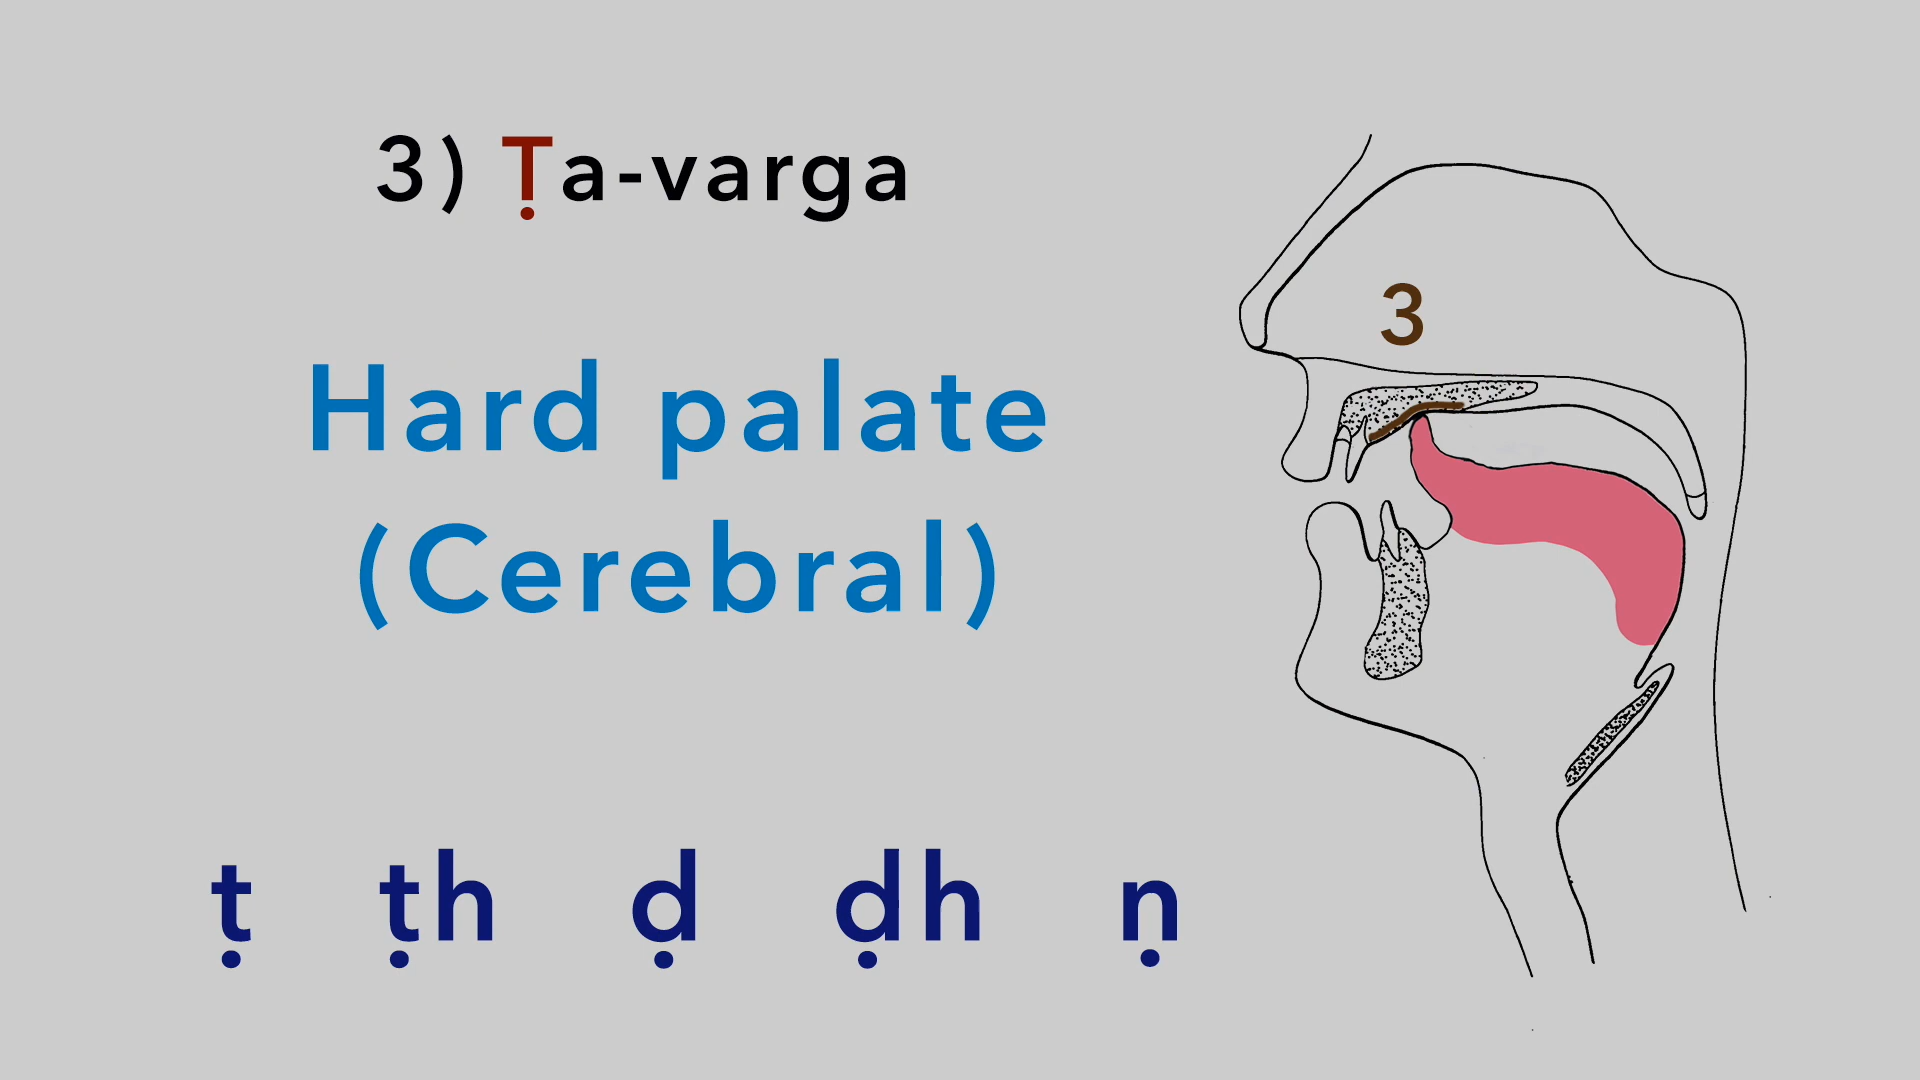 3) Ṭa-varga
Hard palate
(Cerebral)
3
ṭ ṭh ḍ ḍh ṇ